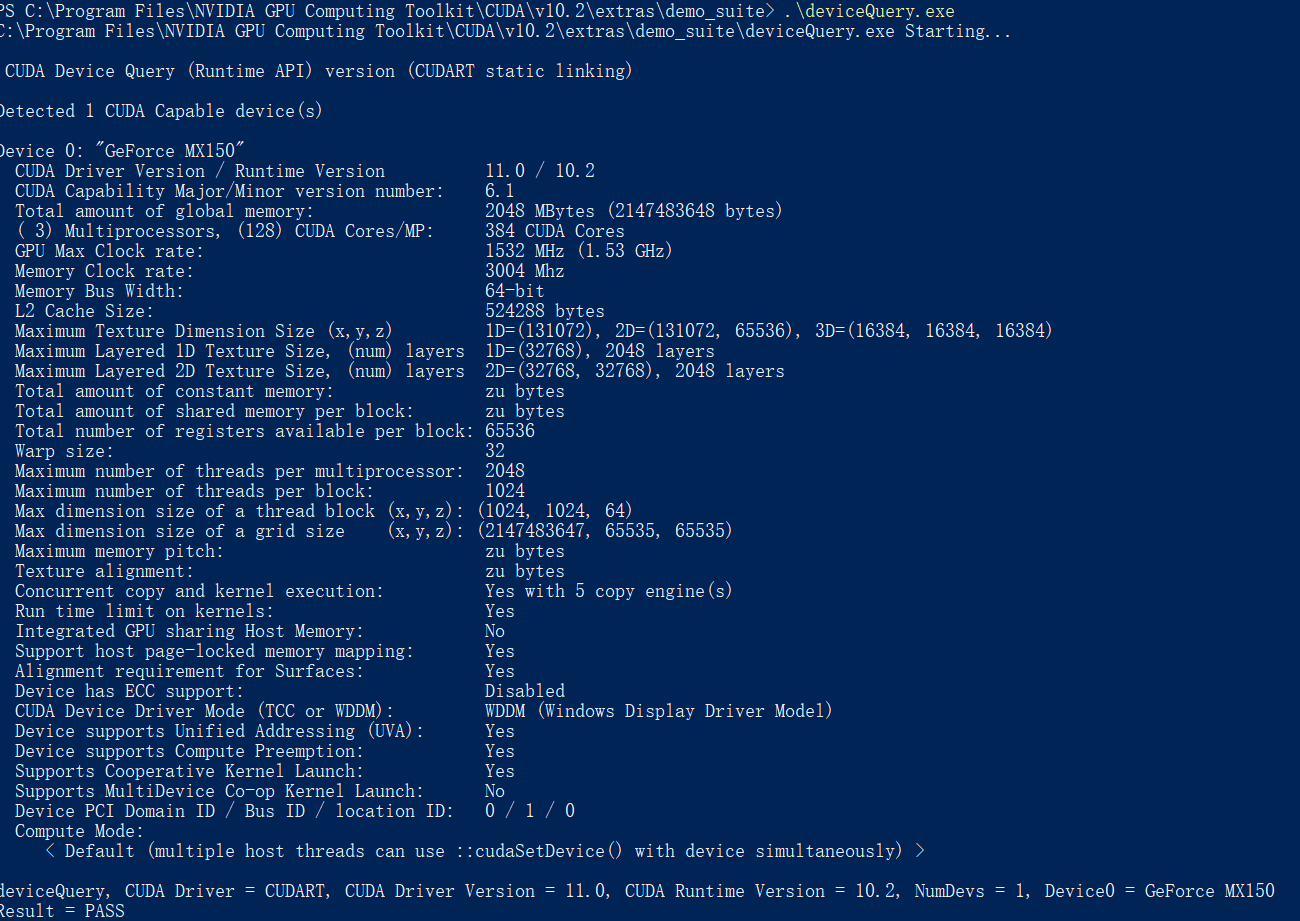 PS C:\Program Files\NVIDIA GPU Computing Toolkit\CUDA\v10.2\extras\demo_suite> .\deviceQuery.exe
C:\Program Files\NVIDIA GPU Computing Toolkit\CUDA\v10.2\extras\demo_suite\deviceQuery.exe Starting...
CUDA Device Query (Runtime API) version (CUDART static linking)
Detected 1 CUDA Capable device(s)
Device 0: "GeForce MX150"
CUDA Driver Version / Runtime Version 11.0 / 10.2
CUDA Capability Major/Minor version number: 6.1
Total amount of global memory: 2048 MBytes (2147483648 bytes)
( 3) Multiprocessors, (128) CUDA Cores/MP: 384 CUDA Cores
GPU Max Clock rate: 1532 MHz (1.53 GHz)
Memory Clock rate: 3004 Mhz
Memory Bus Width: 64-bit
L2 Cache Size: 524288 bytes
Maximum Texture Dimension Size (x,y,z) 1D=(131072), 2D=(131072, 65536), 3D=(16384, 16384, 16384)
Maximum Layered 1D Texture Size, (num) layers 1D=(32768), 2048 layers
Maximum Layered 2D Texture Size, (num) layers 2D=(32768, 32768), 2048 layers
Total amount of constant memory: zu bytes
Total amount of shared memory per block: zu bytes
Total number of registers available per block: 65536
Warp size: 32
Maximum number of threads per multiprocessor: 2048
Maximum number of threads per block: 1024
Max dimension size of a thread block (x,y,z): (1024, 1024, 64)
Max dimension size of a grid size (x,y,z): (2147483647, 65535, 65535)
Maximum memory pitch: zu bytes
Texture alignment: zu bytes
Concurrent copy and kernel execution: Yes with 5 copy engine(s)
Run time limit on kernels: Yes
Integrated GPU sharing Host Memory: No
Support host page-locked memory mapping: Yes
Alignment requirement for Surfaces: Yes
Device has ECC support: Disabled
CUDA Device Driver Mode (TCC or WDDM): WDDM (Windows Display Driver Model)
Device supports Unified Addressing (UVA): Yes
Device supports Compute Preemption: Yes
Supports Cooperative Kernel Launch: Yes
Supports MultiDevice Co-op Kernel Launch: No
Device PCI Domain ID / Bus ID / location ID: 0 / 1 / 0
Compute Mode:
< Default (multiple host threads can use ::cudaSetDevice() with device simultaneously) >
deviceQuery, CUDA Driver = CUDART, CUDA Driver Version = 11.0, CUDA Runtime Version = 10.2, NumDevs = 1, Device0 = GeForce MX150
Result = PASS